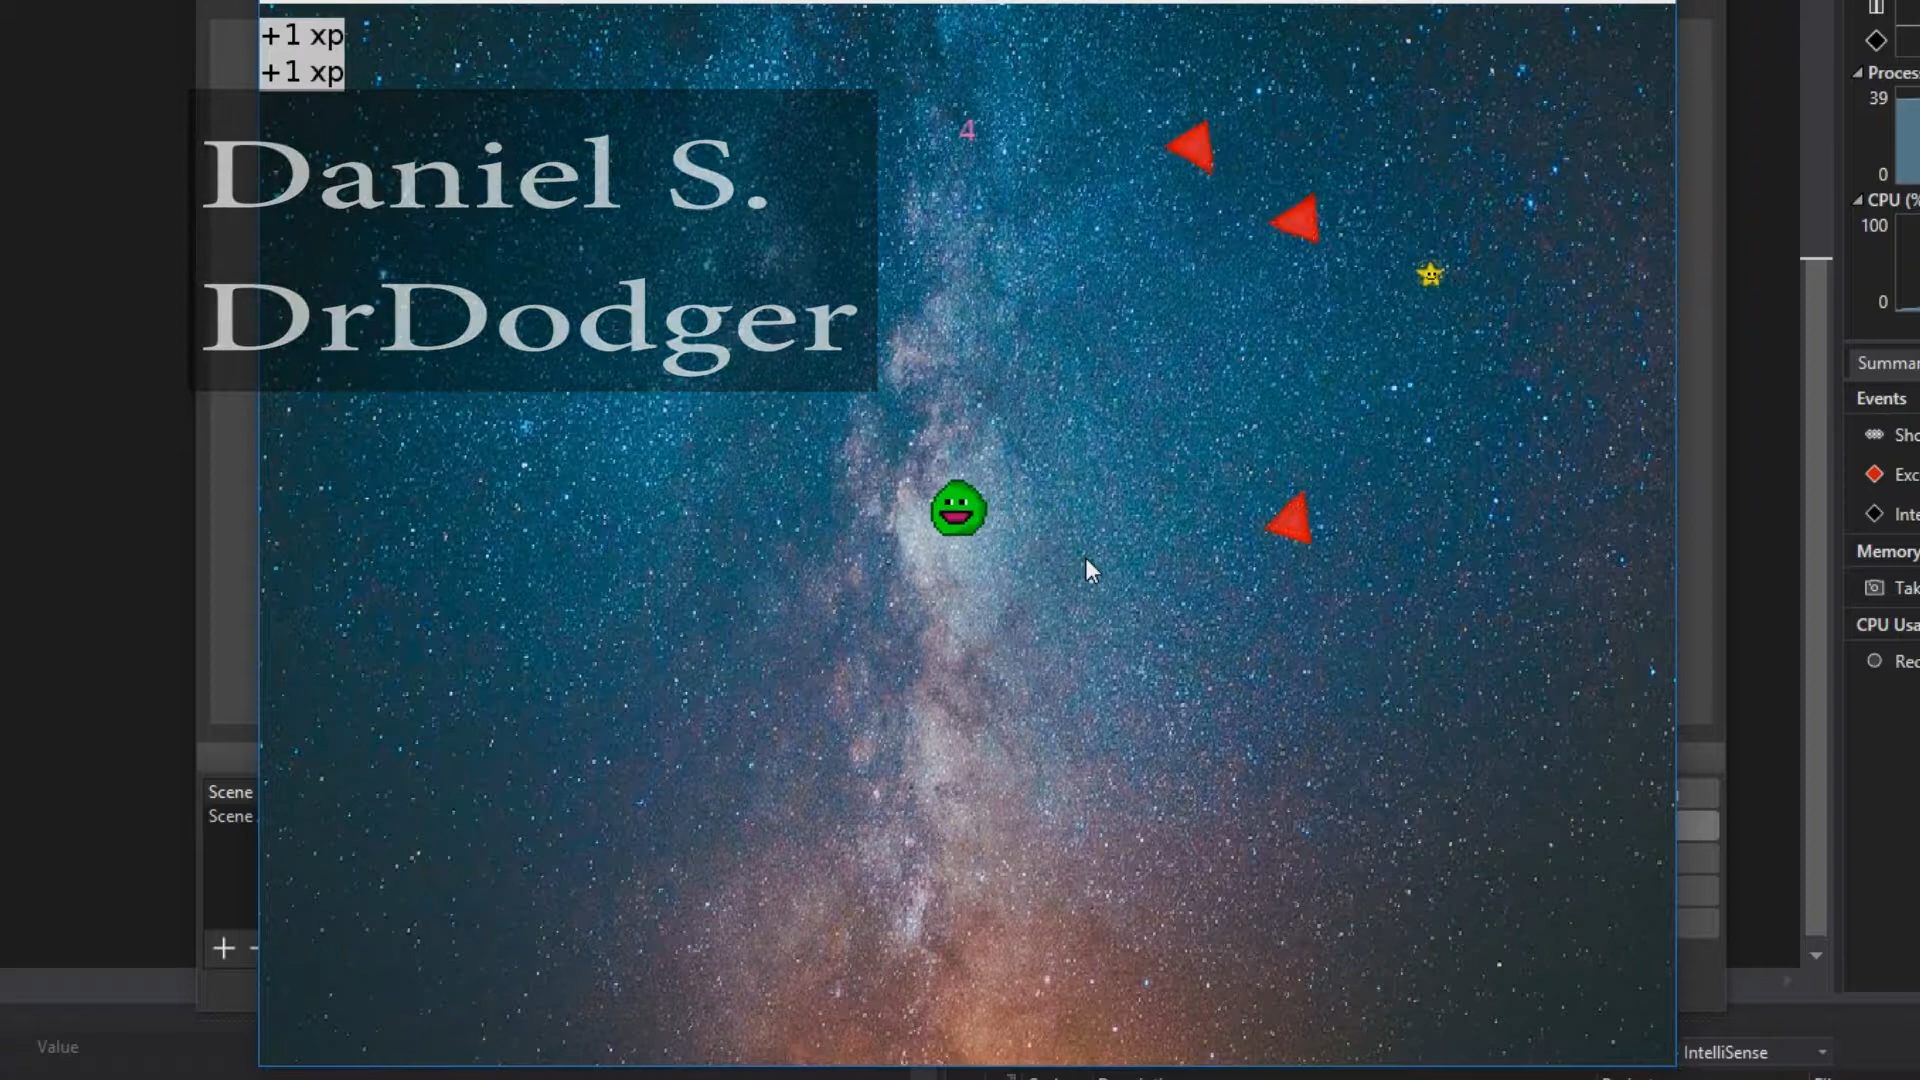 +1 xp
+1 xp
4
Daniel S.
DrDodger
Proces
39
0
CPU (%
100
0
Summar
Events
Sho
Exc
Inte
Memory
Tak
CPU Usa
Rec
Scene
Scene
Value
IntelliSense